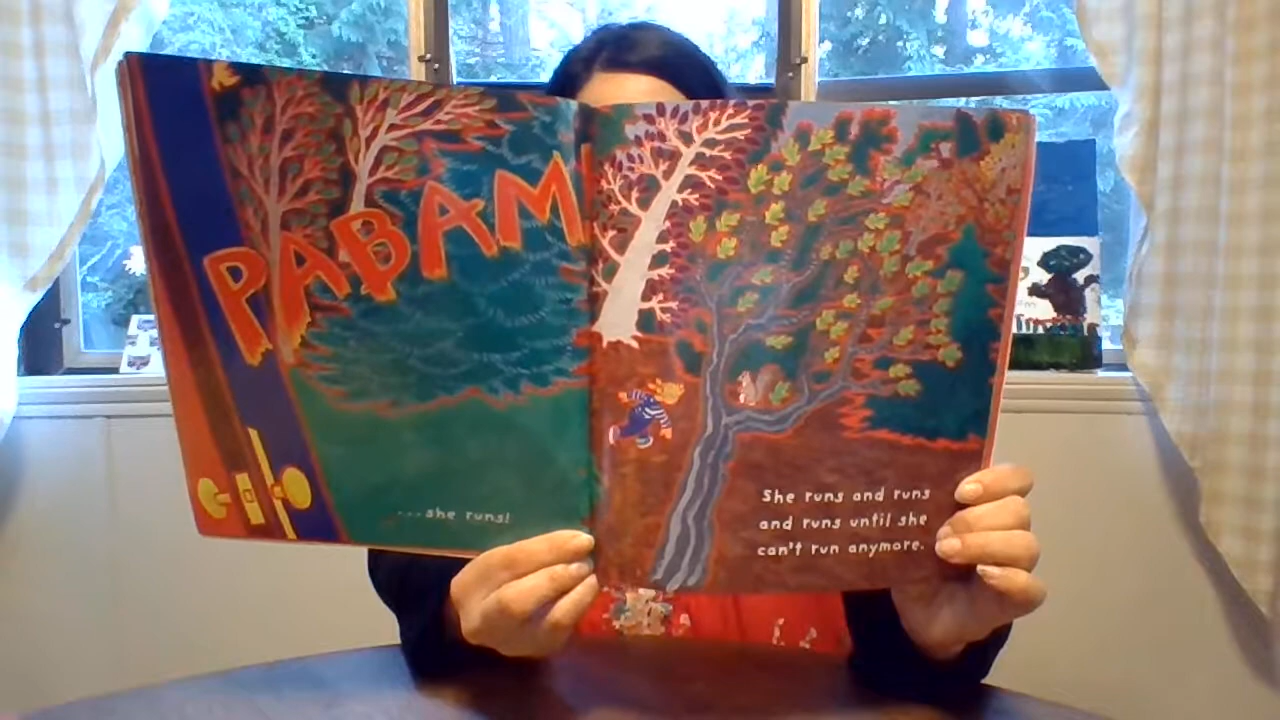 PABAM
...she runs!
She runs and runs
and runs until she
can't run anymore.